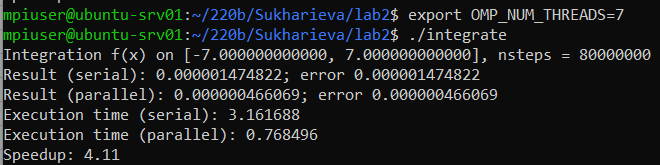 mpiuser@ubuntu-srv01:~/220b/Sukharieva/lab2$ export OMP_NUM_THREADS=7
mpiuser@ubuntu-srv01:~/220b/Sukharieva/lab2$ ./integrate
Integration f(x) on [-7.000000000000, 7.000000000000], nsteps = 80000000
Result (serial): 0.000001474822; error 0.000001474822
Result (parallel): 0.000000466069; error 0.000000466069
Execution time (serial): 3.161688
Execution time (parallel): 0.768496
Speedup: 4.11